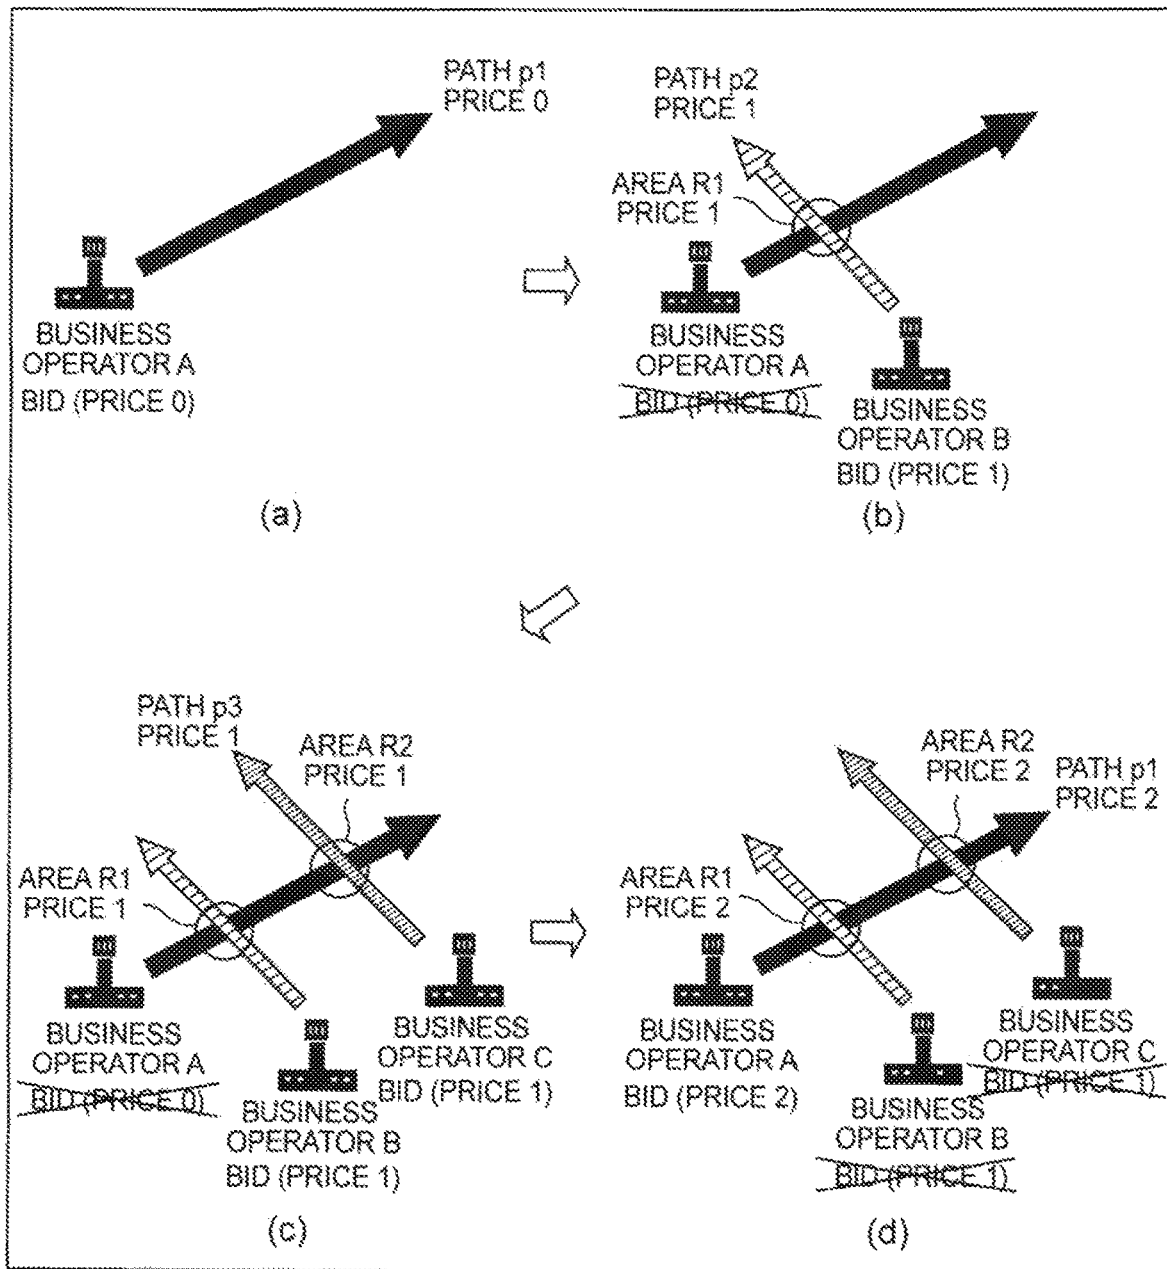 PATH p1
PRICE 0
BUSINESS
OPERATOR A
BID (PRICE 0)
(a)
PATH p2
PRICE 1
AREA R1
PRICE 1
BUSINESS
OPERATOR A
BID (PRICE 0)
BUSINESS
OPERATOR B
BID (PRICE 1)
(b)
PATH p3
PRICE 1
AREA R2
PRICE 1
AREA R1
PRICE 1
BUSINESS
OPERATOR A
BID (PRICE 0)
BUSINESS
OPERATOR C
BID (PRICE 1)
BUSINESS
OPERATOR B
BID (PRICE 1)
(c)
AREA R2
PRICE 2
PATH p1
PRICE 2
AREA R1
PRICE 2
BUSINESS
OPERATOR A
BID (PRICE 2)
BUSINESS
OPERATOR C
BID (PRICE 1)
BUSINESS
OPERATOR B
BID (PRICE 1)
(d)